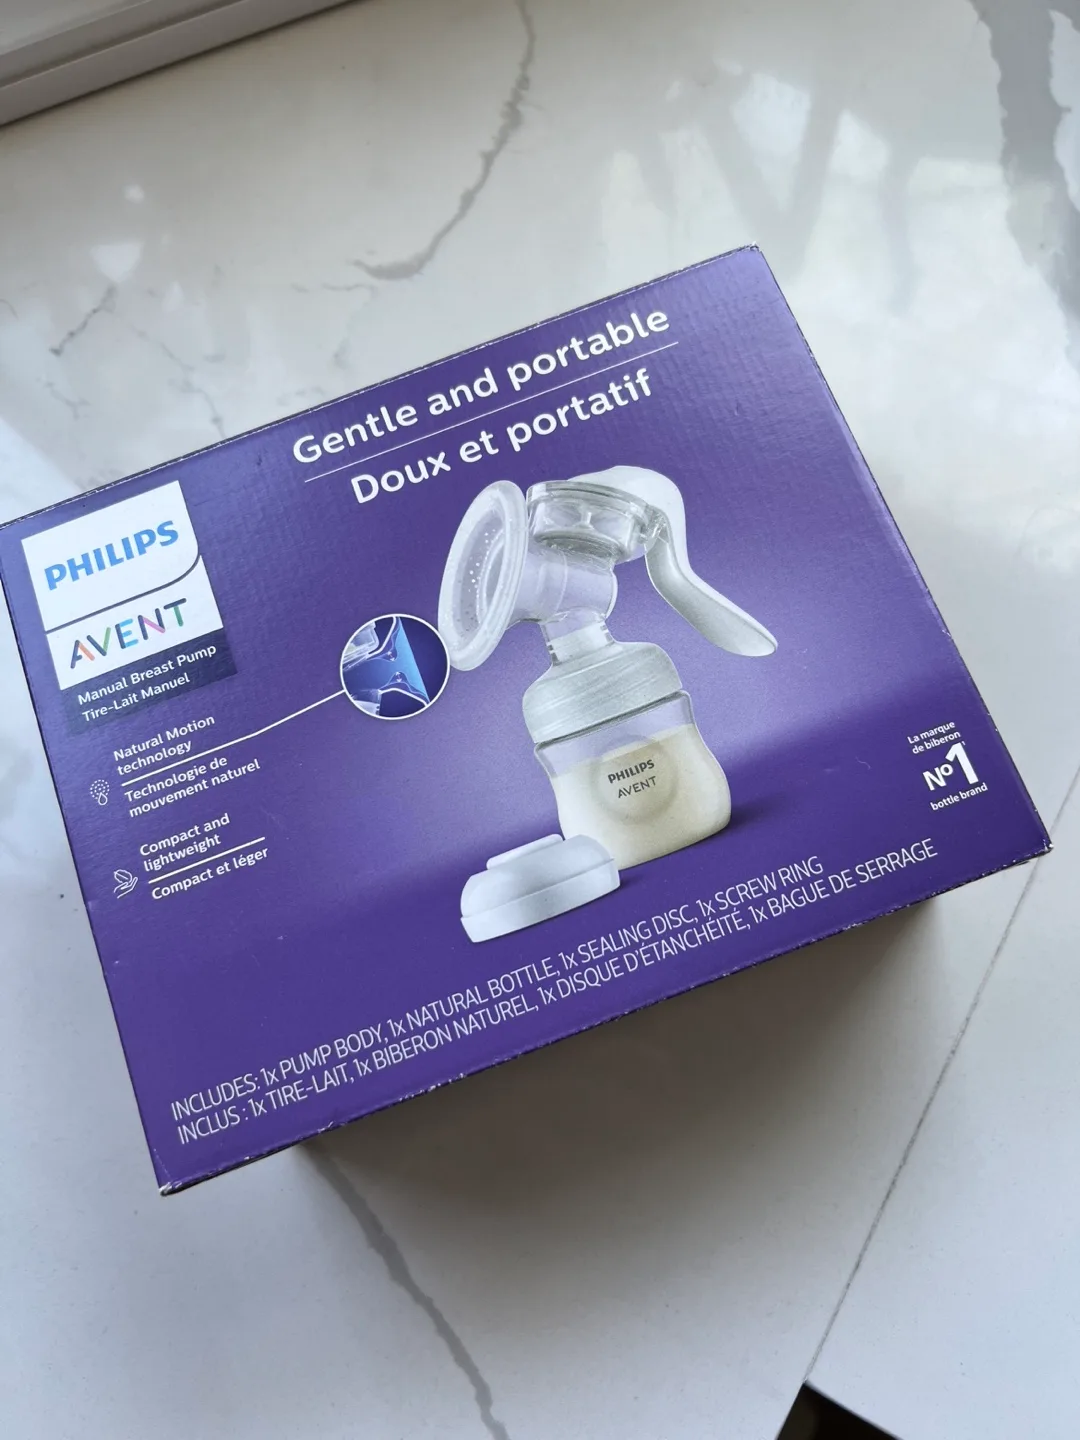 Gentle and portable
Doux et portatif
PHILIPS
AVENT
Manual Breast Pump
Tire-Lait Manuel
Natural Motion
technology
Technologie de
mouvement naturel
Compact and
lightweight
Compact et léger
PHILIPS
AVENT
La marque
de biberon
Nº1
bottle brand
INCLUDES: 1x PUMP BODY, 1x NATURAL BOTTLE, 1x SEALING DISC, 1x SCREW RING
INCLUS : 1x TIRE-LAIT, 1x BIBERON NATUREL, 1x DISQUE D'ÉTANCHÉITÉ, 1x BAGUE DE SERRAGE